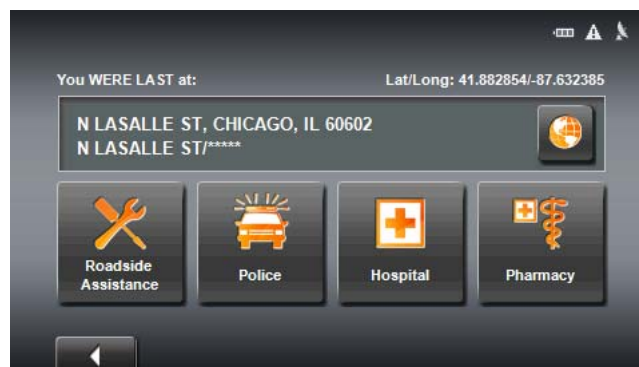 You WERE LAST at:
Lat/Long: 41.882854/-87.632385
N LASALLE ST, CHICAGO, IL 60602
N LASALLE ST/*****
Roadside
Assistance
Police
Hospital
Pharmacy